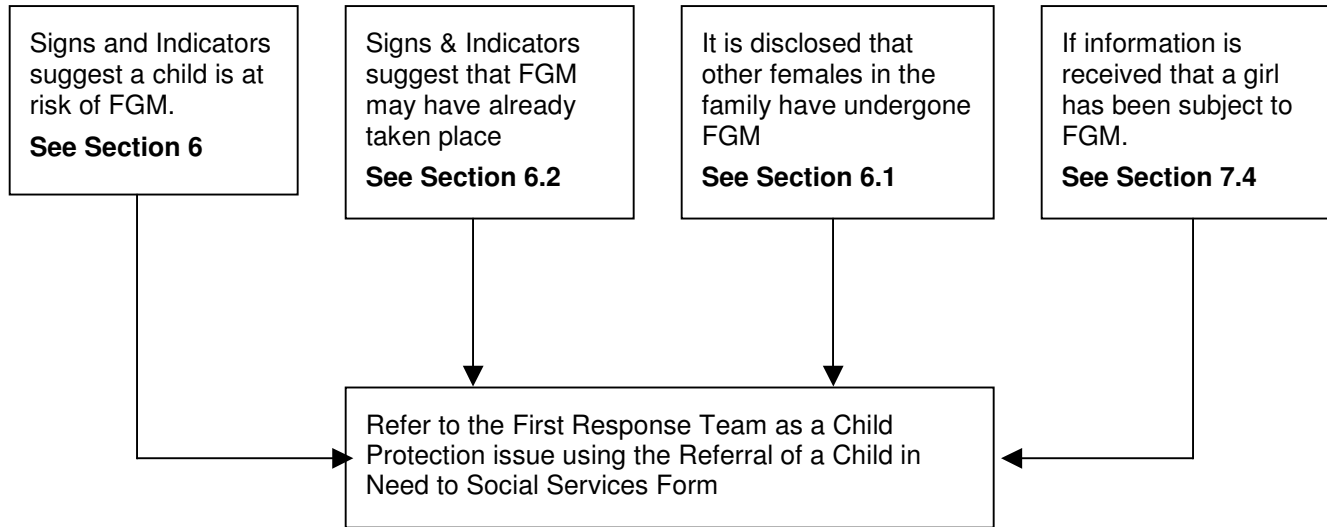 Signs and Indicators
suggest a child is at
risk of FGM.
See Section 6
Signs & Indicators
suggest that FGM
may have already
taken place
See Section 6.2
It is disclosed that
other females in the
family have undergone
FGM
See Section 6.1
If information is
received that a girl
has been subject to
FGM.
See Section 7.4
Refer to the First Response Team as a Child
Protection issue using the Referral of a Child in
Need to Social Services Form